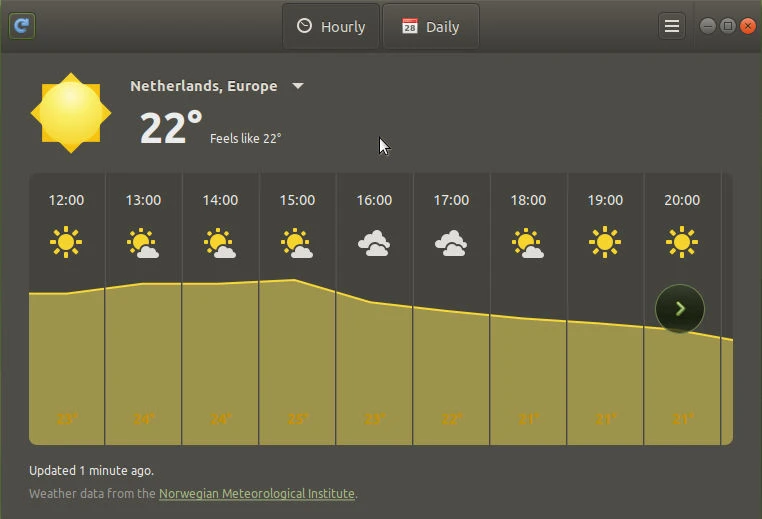 Hourly
28 Daily
Netherlands, Europe
22°
Feels like 22°
12:00 13:00 14:00 15:00 16:00 17:00 18:00 19:00 20:00
23° 24° 24° 25° 23° 22° 21° 21° 21°
Updated 1 minute ago.
Weather data from the Norwegian Meteorological Institute.